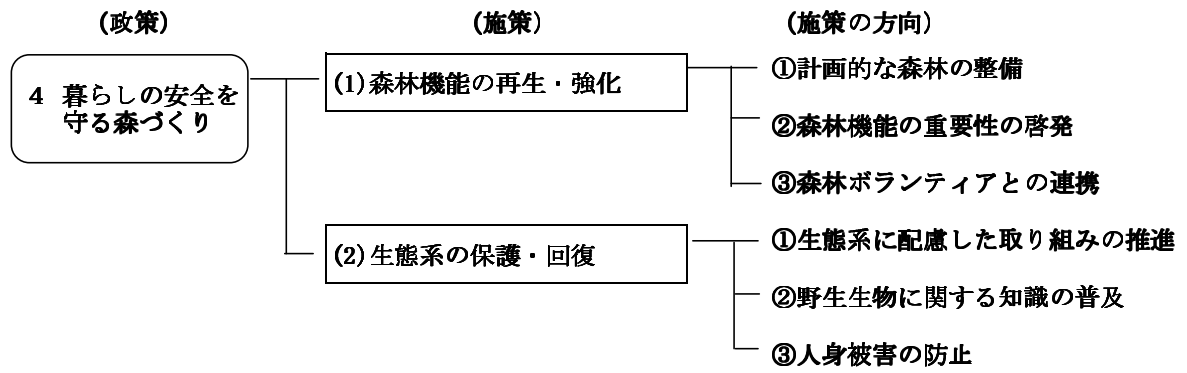 (政策) (施策) (施策の方向)
4 暮らしの安全を
守る森づくり
(1)森林機能の再生・強化
①計画的な森林の整備
②森林機能の重要性の啓発
③森林ボランティアとの連携
(2)生態系の保護・回復
①生態系に配慮した取り組みの推進
②野生生物に関する知識の普及
③人身被害の防止